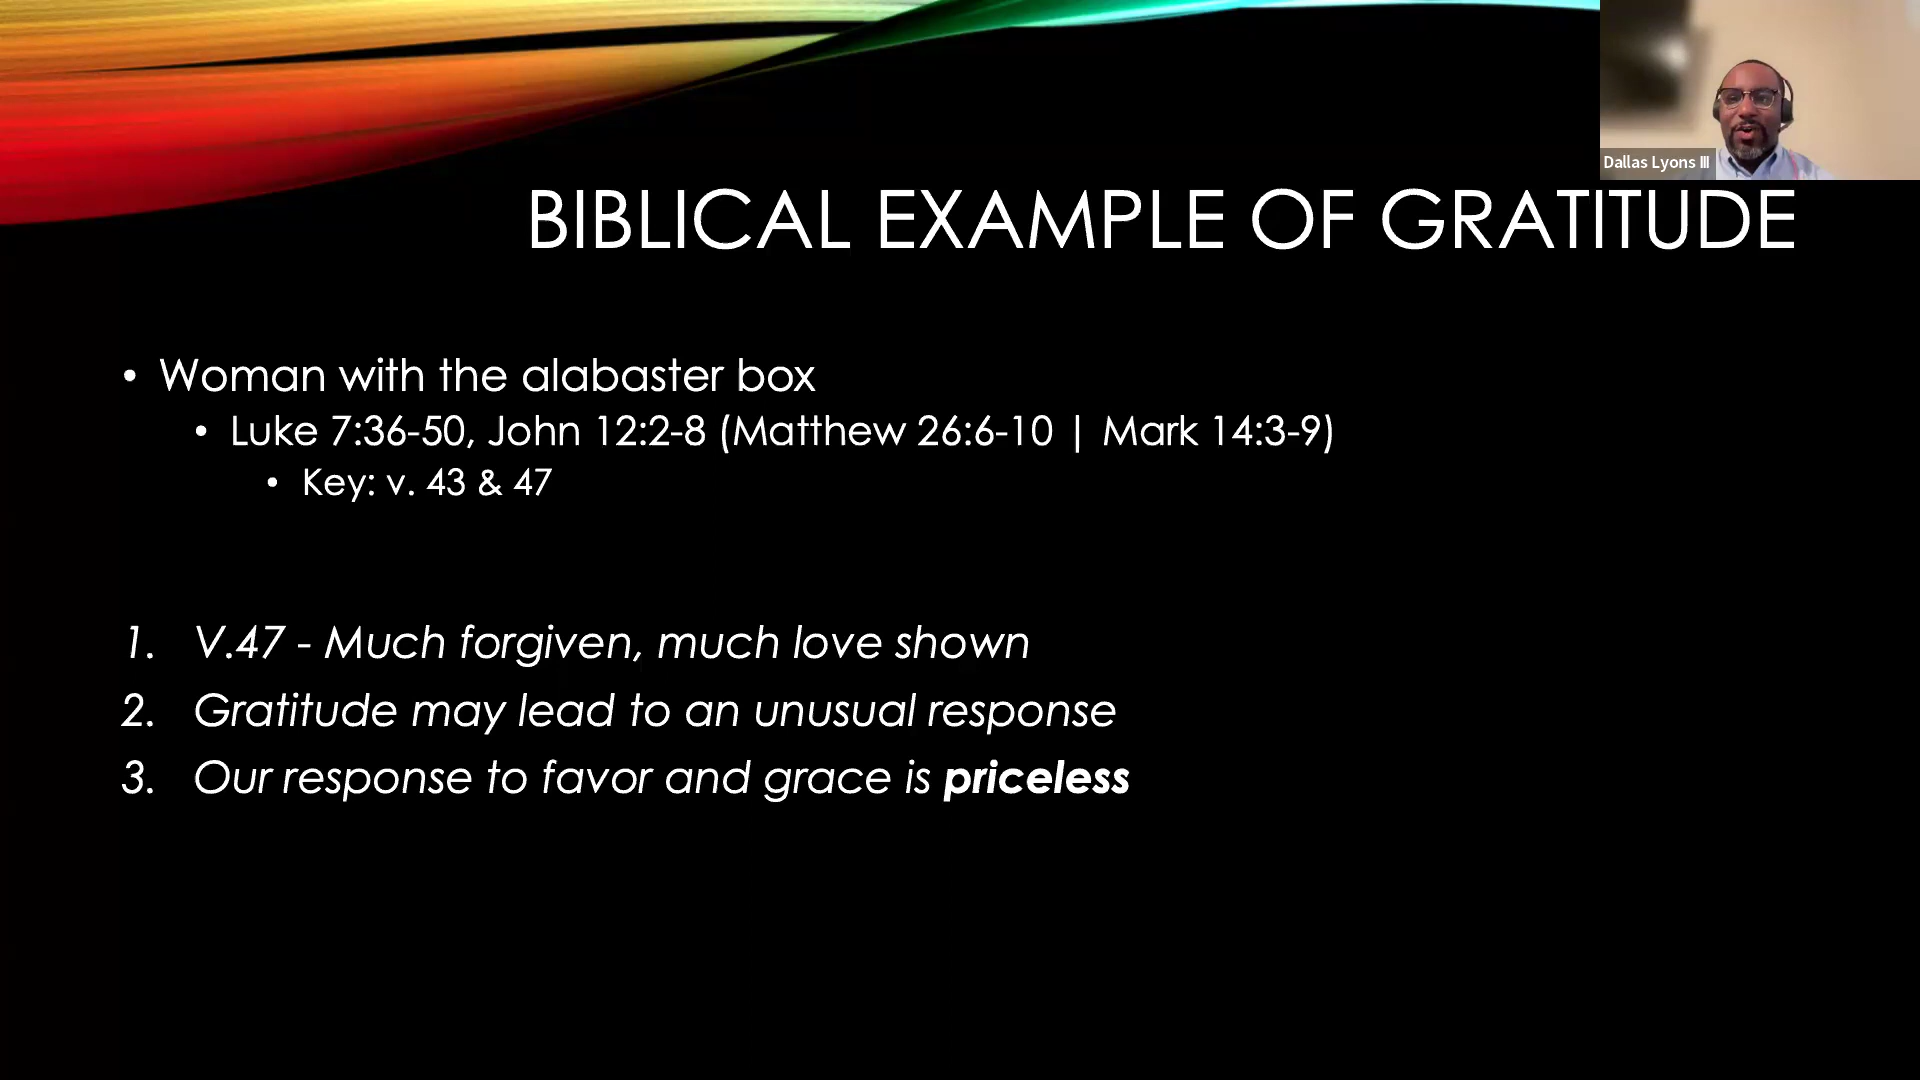 Dallas Lyons III
BIBLICAL EXAMPLE OF GRATITUDE
• Woman with the alabaster box
• Luke 7:36-50, John 12:2-8 (Matthew 26:6-10 | Mark 14:3-9)
• Key: v. 43 & 47
1. V.47 - Much forgiven, much love shown
2. Gratitude may lead to an unusual response
3. Our response to favor and grace is priceless